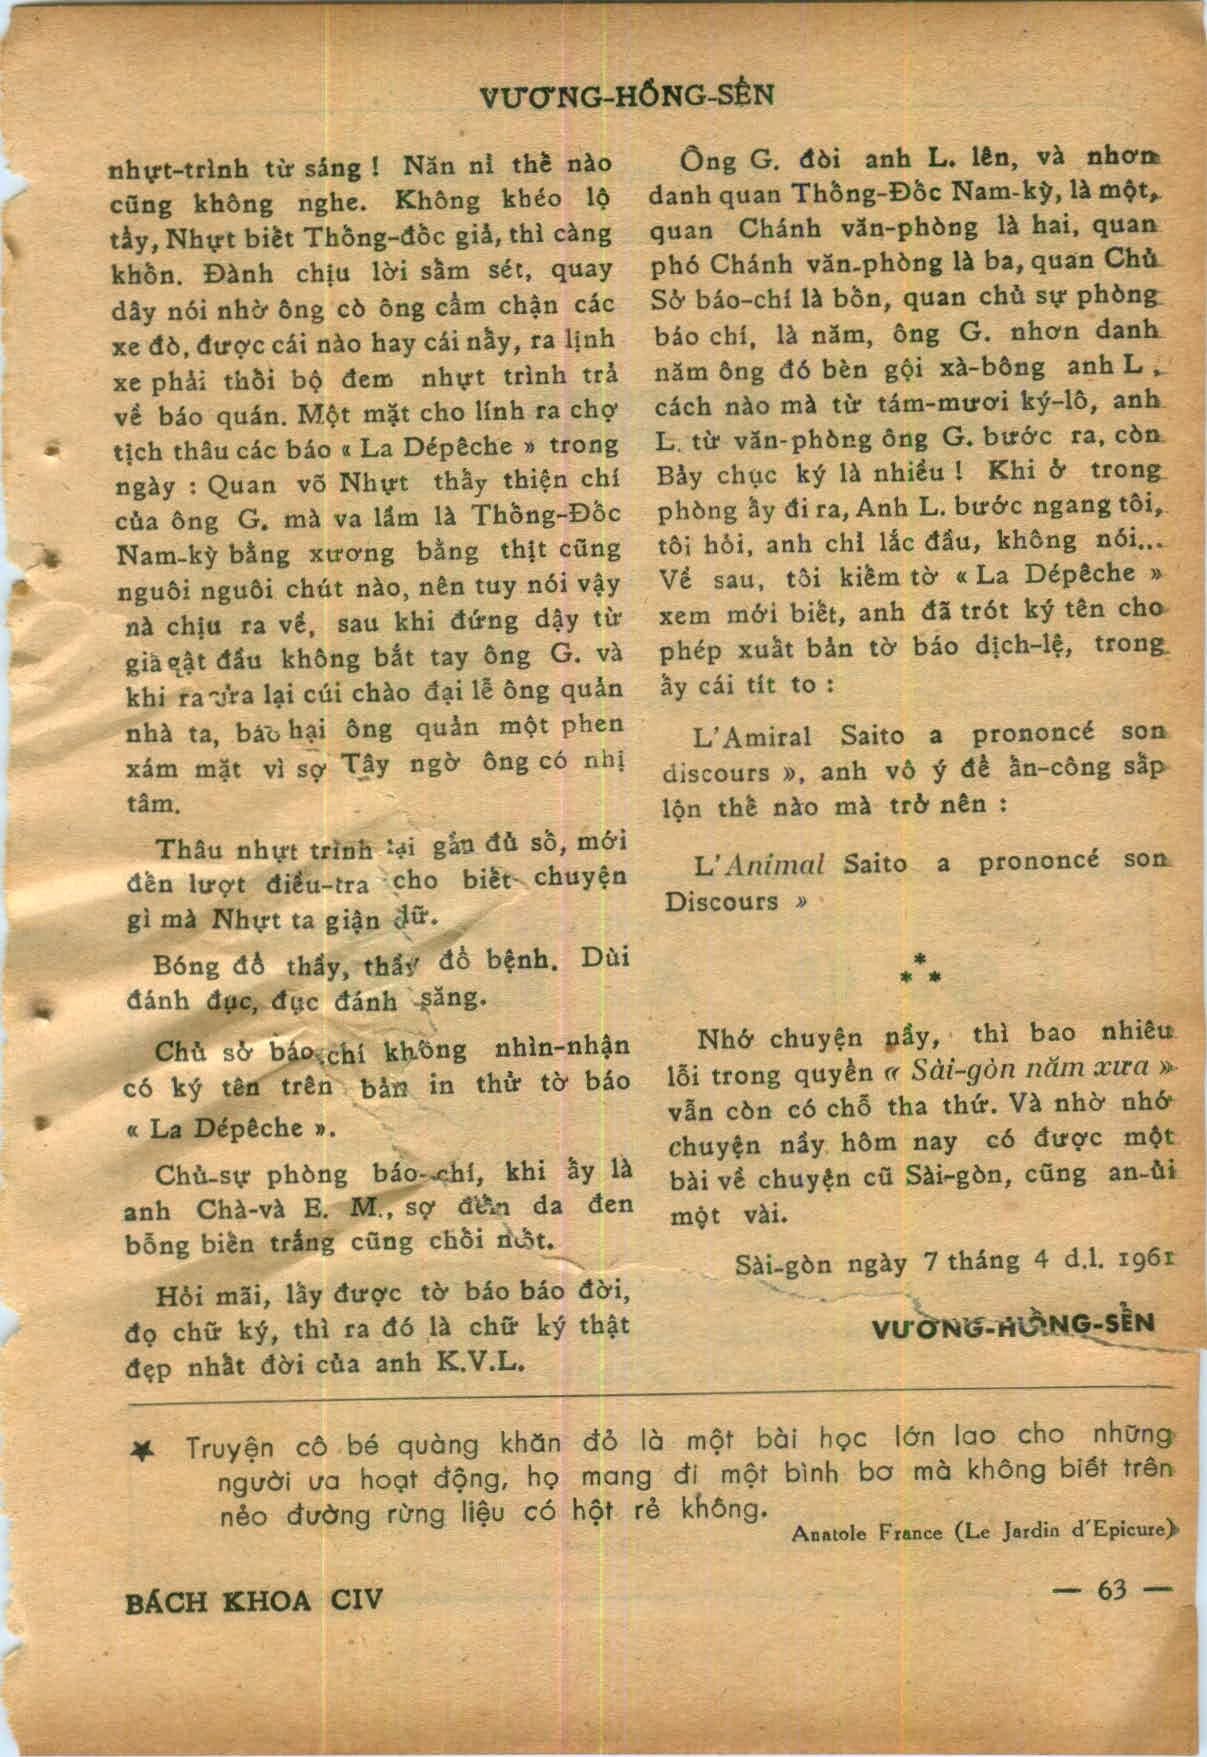 VƯƠNG-HỒNG-SỂN
nhựt-trình từ sáng ! Năn nỉ thế nào
cũng không nghe. Không khéo lộ
tẩy, Nhựt biết Thống-đốc giả, thì càng
khốn. Đành chịu lời sấm sét, quay
dây nói nhờ ông cò ông cẩm chận các
xe đò, được cái nào hay cái nấy, ra lịnh
xe phải thối bộ đem nhựt trình trả
về báo quán. Một mặt cho lính ra chợ
tịch thâu các báo « La Dépêche » trong
ngày : Quan võ Nhựt thấy thiện chí
của ông G. mà va lầm là Thống-Đốc
Nam-kỳ bằng xương bằng thịt cũng
nguôi nguôi chút nào, nên tuy nói vậy
nà chịu ra về, sau khi đứng dậy từ
giã gật đầu không bắt tay ông G. và
khi ra cửa lại cúi chào đại lễ ông quản
nhà ta, báo hại ông quản một phen
xám mặt vì sợ Tây ngờ ông có nhị
tâm.
Thâu nhựt trình lại gần đủ số, mới
đến lượt điều-tra cho biết chuyện
gì mà Nhựt ta giận dữ.
Bóng đổ thầy, thầy đổ bệnh. Dùi
đánh đục, đục đánh săng.
Chủ sở báo chí không nhìn-nhận
có ký tên trên bản in thử tờ báo
« La Dépêche ».
Chủ-sự phòng báo-chí, khi ấy là
anh Chà-và E. M., sợ đến da đen
bỗng biến trắng cũng chối nốt.
Hỏi mãi, lấy được tờ báo báo đời,
đọ chữ ký, thì ra đó là chữ ký thật
đẹp nhất đời của anh K.V.L.
Ông G. đòi anh L. lên, và nhơn
danh quan Thống-Đốc Nam-kỳ, là một,
quan Chánh văn-phòng là hai, quan
phó Chánh văn-phòng là ba, quan Chủ
Sở báo-chí là bốn, quan chủ sự phòng
báo chí, là năm, ông G. nhơn danh
năm ông đó bèn gội xà-bông anh L.,
cách nào mà từ tám-mươi ký-lô, anh
L. từ văn-phòng ông G. bước ra, còn
Bảy chục ký là nhiều ! Khi ở trong
phòng ấy đi ra, Anh L. bước ngang tôi,
tôi hỏi, anh chỉ lắc đầu, không nói...
Về sau, tôi kiếm tờ « La Dépêche »
xem mới biết, anh đã trót ký tên cho
phép xuất bản tờ báo dịch-lệ, trong
ấy cái tít to :
L'Amiral Saito a prononcé son
discours », anh vô ý để ấn-công sắp
lộn thế nào mà trở nên :
L'Animal Saito a prononcé son
Discours »
* * *
Nhớ chuyện nầy, thì bao nhiêu
lỗi trong quyển « Sài-gòn năm xưa »
vẫn còn có chỗ tha thứ. Và nhờ nhớ
chuyện nầy hôm nay có được một
bài về chuyện cũ Sài-gòn, cũng an-ủi
một vài.
Sài-gòn ngày 7 tháng 4 d.l. 1961
VƯƠNG-HỒNG-SỂN
★ Truyện cô bé quàng khăn đỏ là một bài học lớn lao cho những
người ưa hoạt động, họ mang đi một bình bơ mà không biết trên
nẻo đường rừng liệu có hột rẻ không.
Anatole France (Le Jardin d'Epicure)
BÁCH KHOA CIV
— 63 —